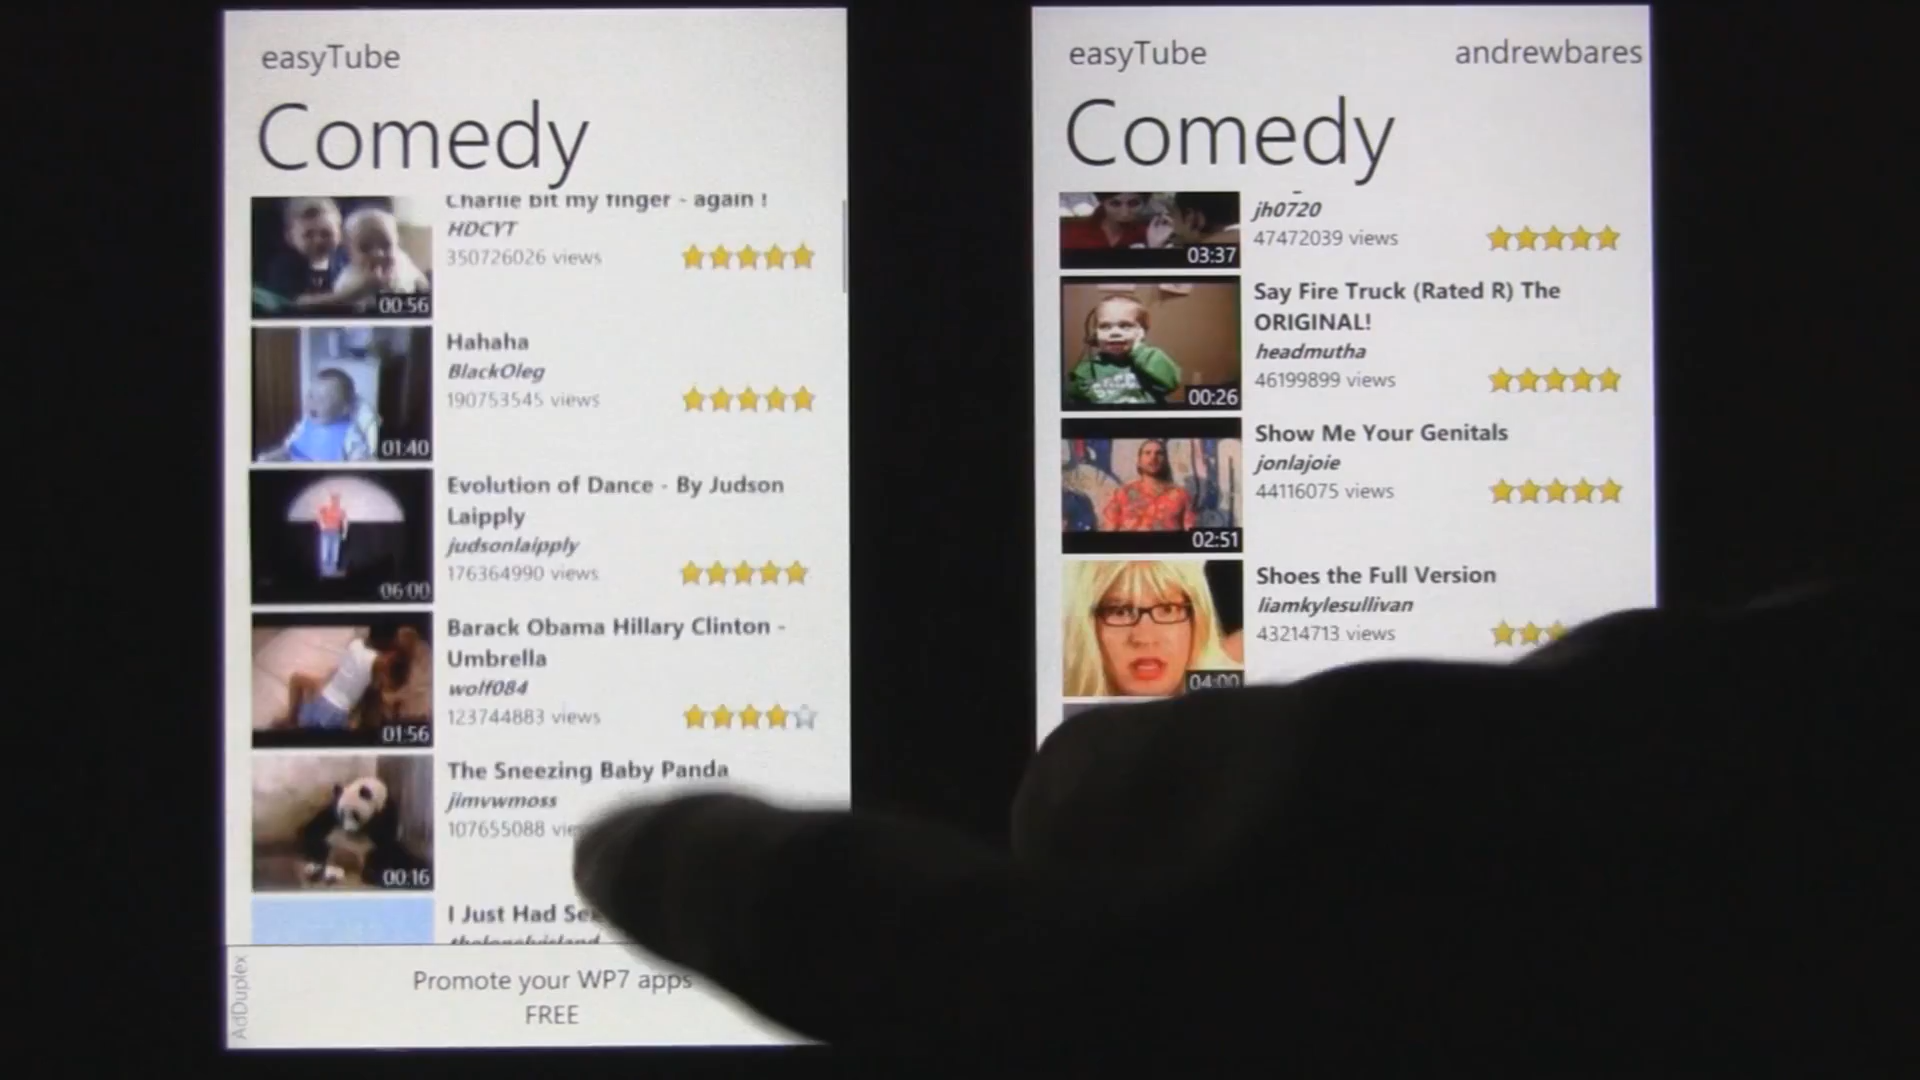 easyTube
Comedy
Charlie bit my finger - again !
HDCYT
350726026 views
00:56
Hahaha
BlackOleg
190753545 views
01:40
Evolution of Dance - By Judson
Laipply
judsonlaipply
176364990 views
06:00
Barack Obama Hillary Clinton -
Umbrella
wolf084
123744883 views
01:56
The Sneezing Baby Panda
jimvwmoss
107655088
00:16
I Just Had
thelonelyisland
AdDuplex
Promote your WP7 apps
FREE
easyTube
andrewbares
Comedy
jh0720
47472039 views
03:37
Say Fire Truck (Rated R) The
ORIGINAL!
headmutha
46199899 views
00:26
Show Me Your Genitals
jonlajoie
44116075 views
02:51
Shoes the Full Version
liamkylesullivan
43214713 views
04:00